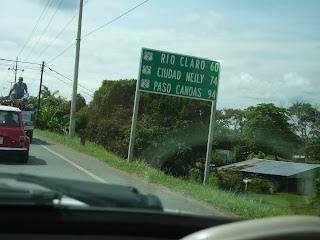 RIO CLARO 60
CIUDAD NEILY 74
PASO CANOAS 94